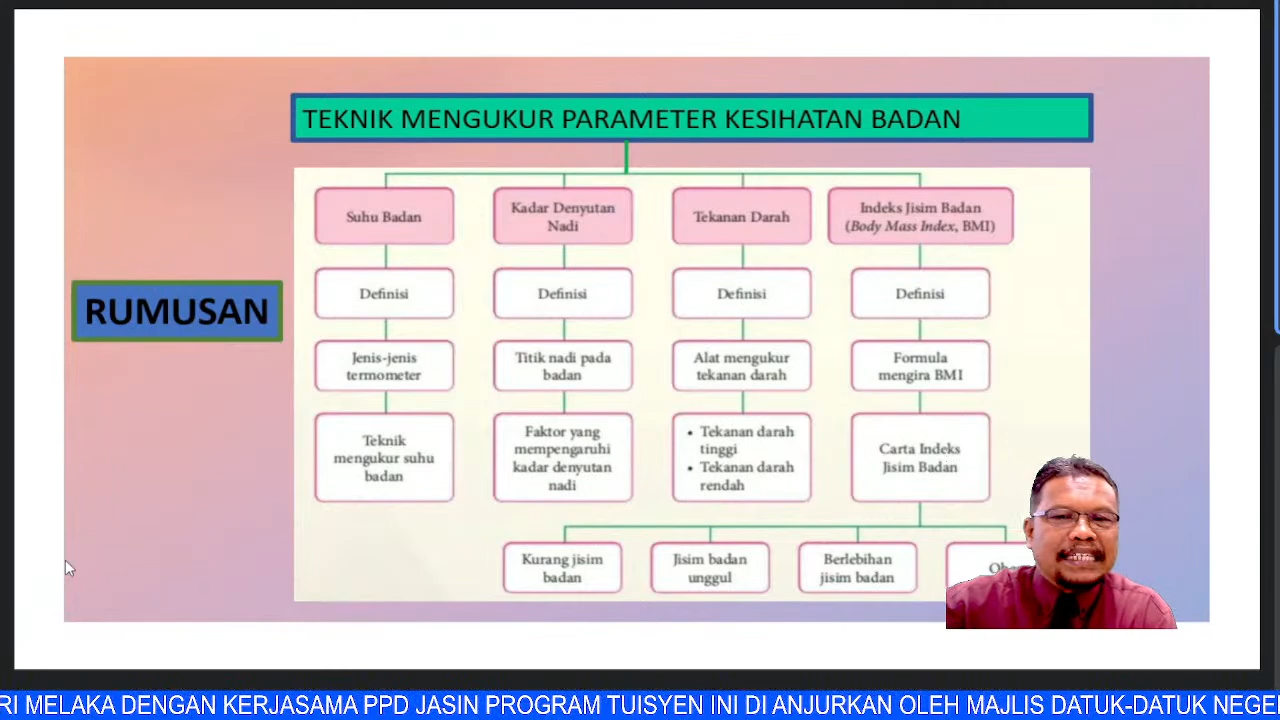 TEKNIK MENGUKUR PARAMETER KESIHATAN BADAN
RUMUSAN
Suhu Badan
Kadar Denyutan
Nadi
Tekanan Darah
Indeks Jisim Badan
(Body Mass Index, BMI)
Definisi
Definisi
Definisi
Definisi
Jenis-jenis
termometer
Titik nadi pada
badan
Alat mengukur
tekanan darah
Formula
mengira BMI
Teknik
mengukur suhu
badan
Faktor yang
mempengaruhi
kadar denyutan
nadi
• Tekanan darah
tinggi
• Tekanan darah
rendah
Carta Indeks
Jisim Badan
Kurang jisim
badan
Jisim badan
unggul
Berlebihan
jisim badan
RI MELAKA DENGAN KERJASAMA PPD JASIN PROGRAM TUISYEN INI DI ANJURKAN OLEH MAJLIS DATUK-DATUK NEGE